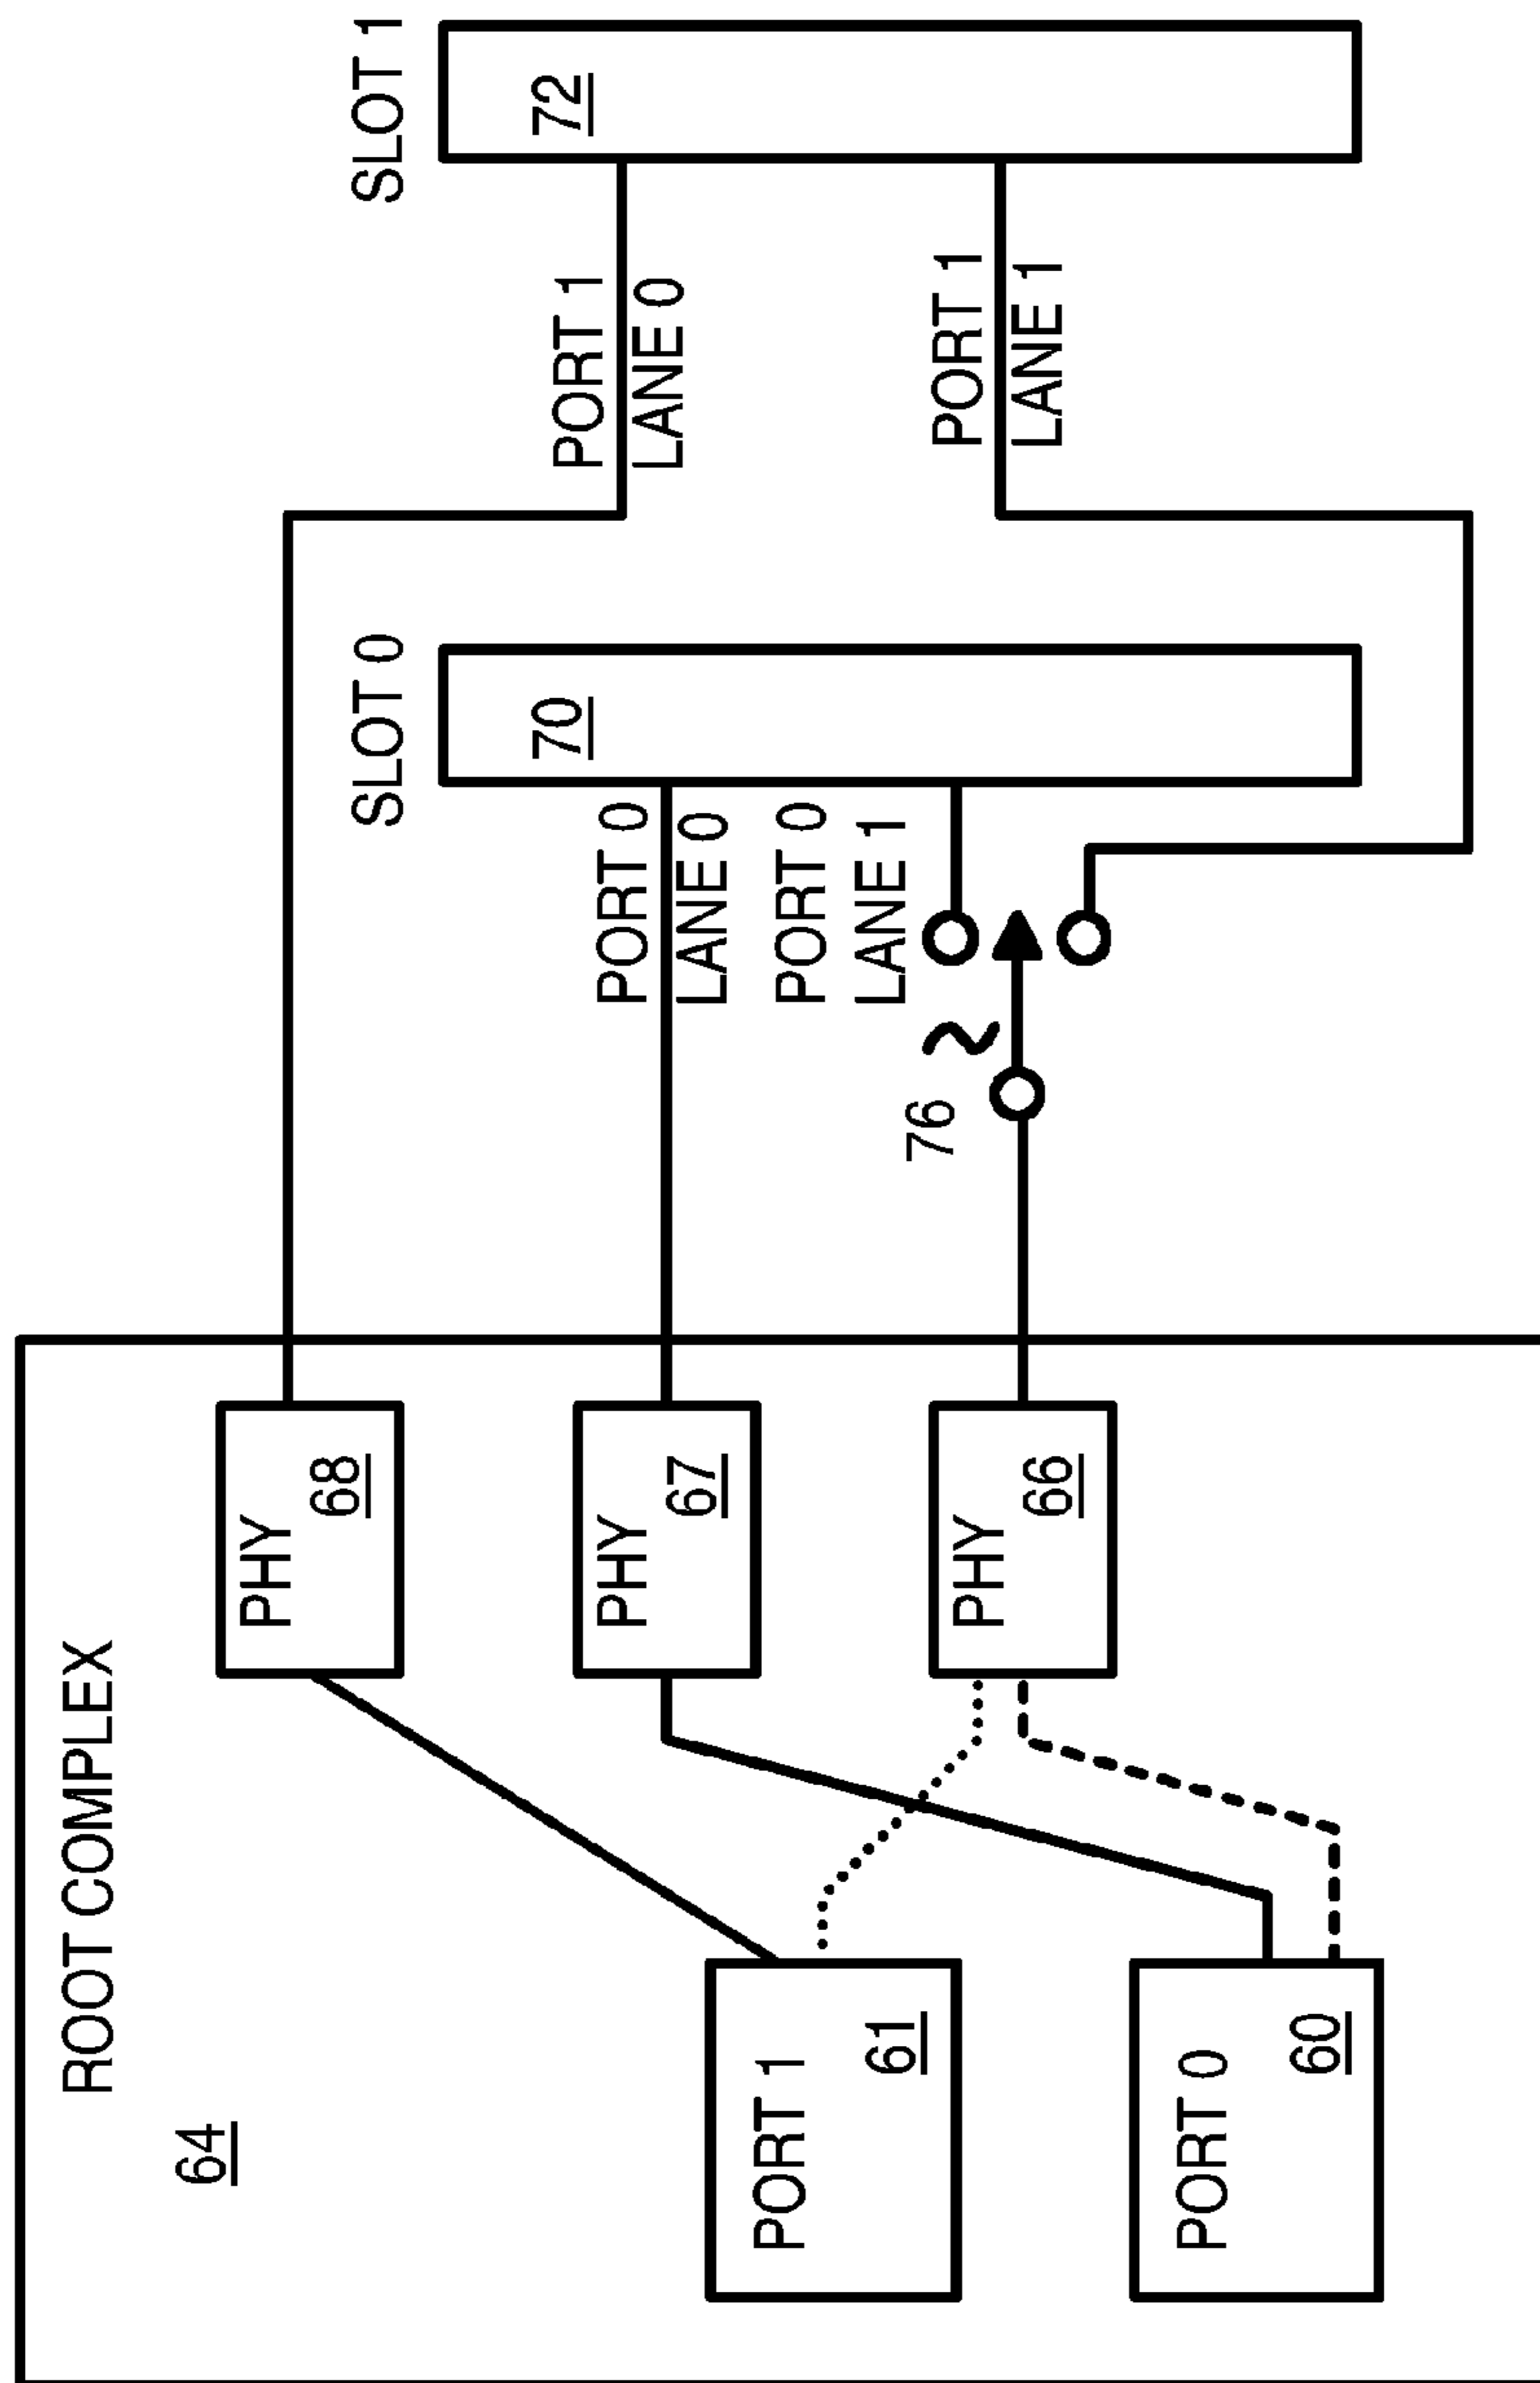 ROOT COMPLEX
64
PORT 1
61
PORT 0
60
PHY
68
PHY
67
PHY
66
76
PORT 0
LANE 0
PORT 0
LANE 1
SLOT 0
70
PORT 1
LANE 0
PORT 1
LANE 1
SLOT 1
72